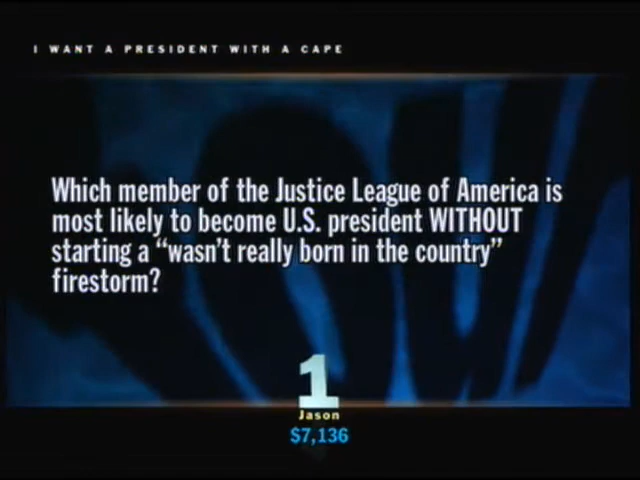 I WANT A PRESIDENT WITH A CAPE
Which member of the Justice League of America is
most likely to become U.S. president WITHOUT
starting a “wasn’t really born in the country”
firestorm?
1
Jason
$7,136